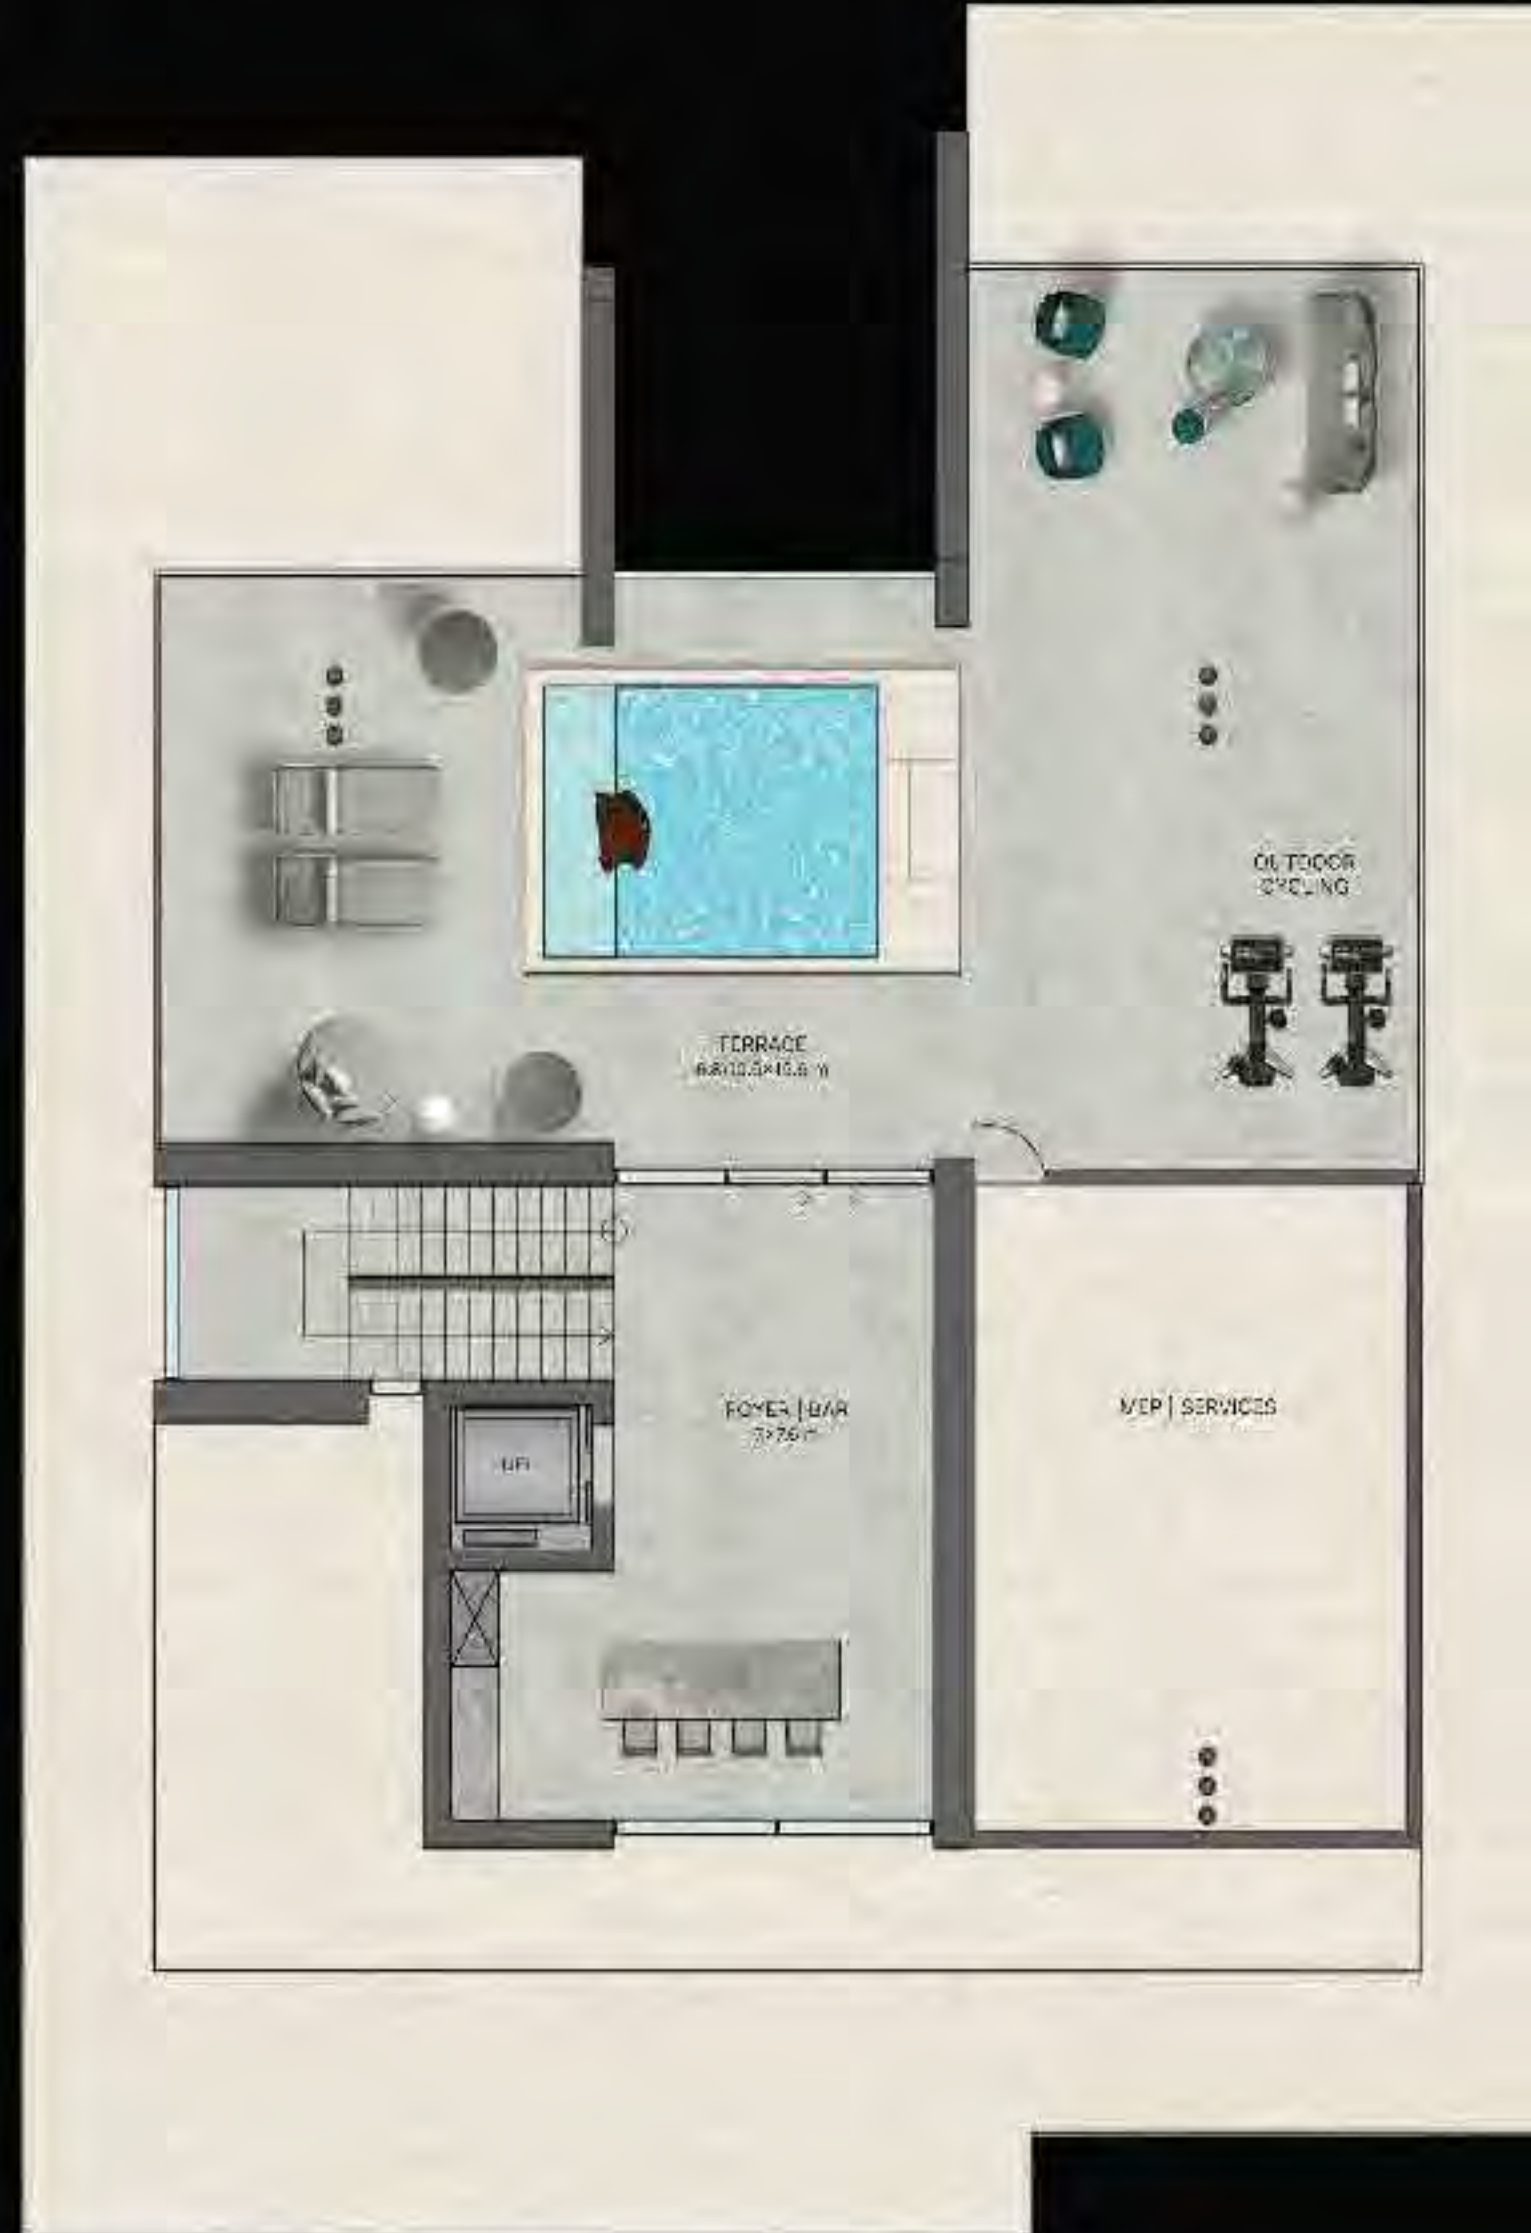 OUTDOOR
CYCLING
TERRACE
FOYER | BAR
LIFT
MEP | SERVICES